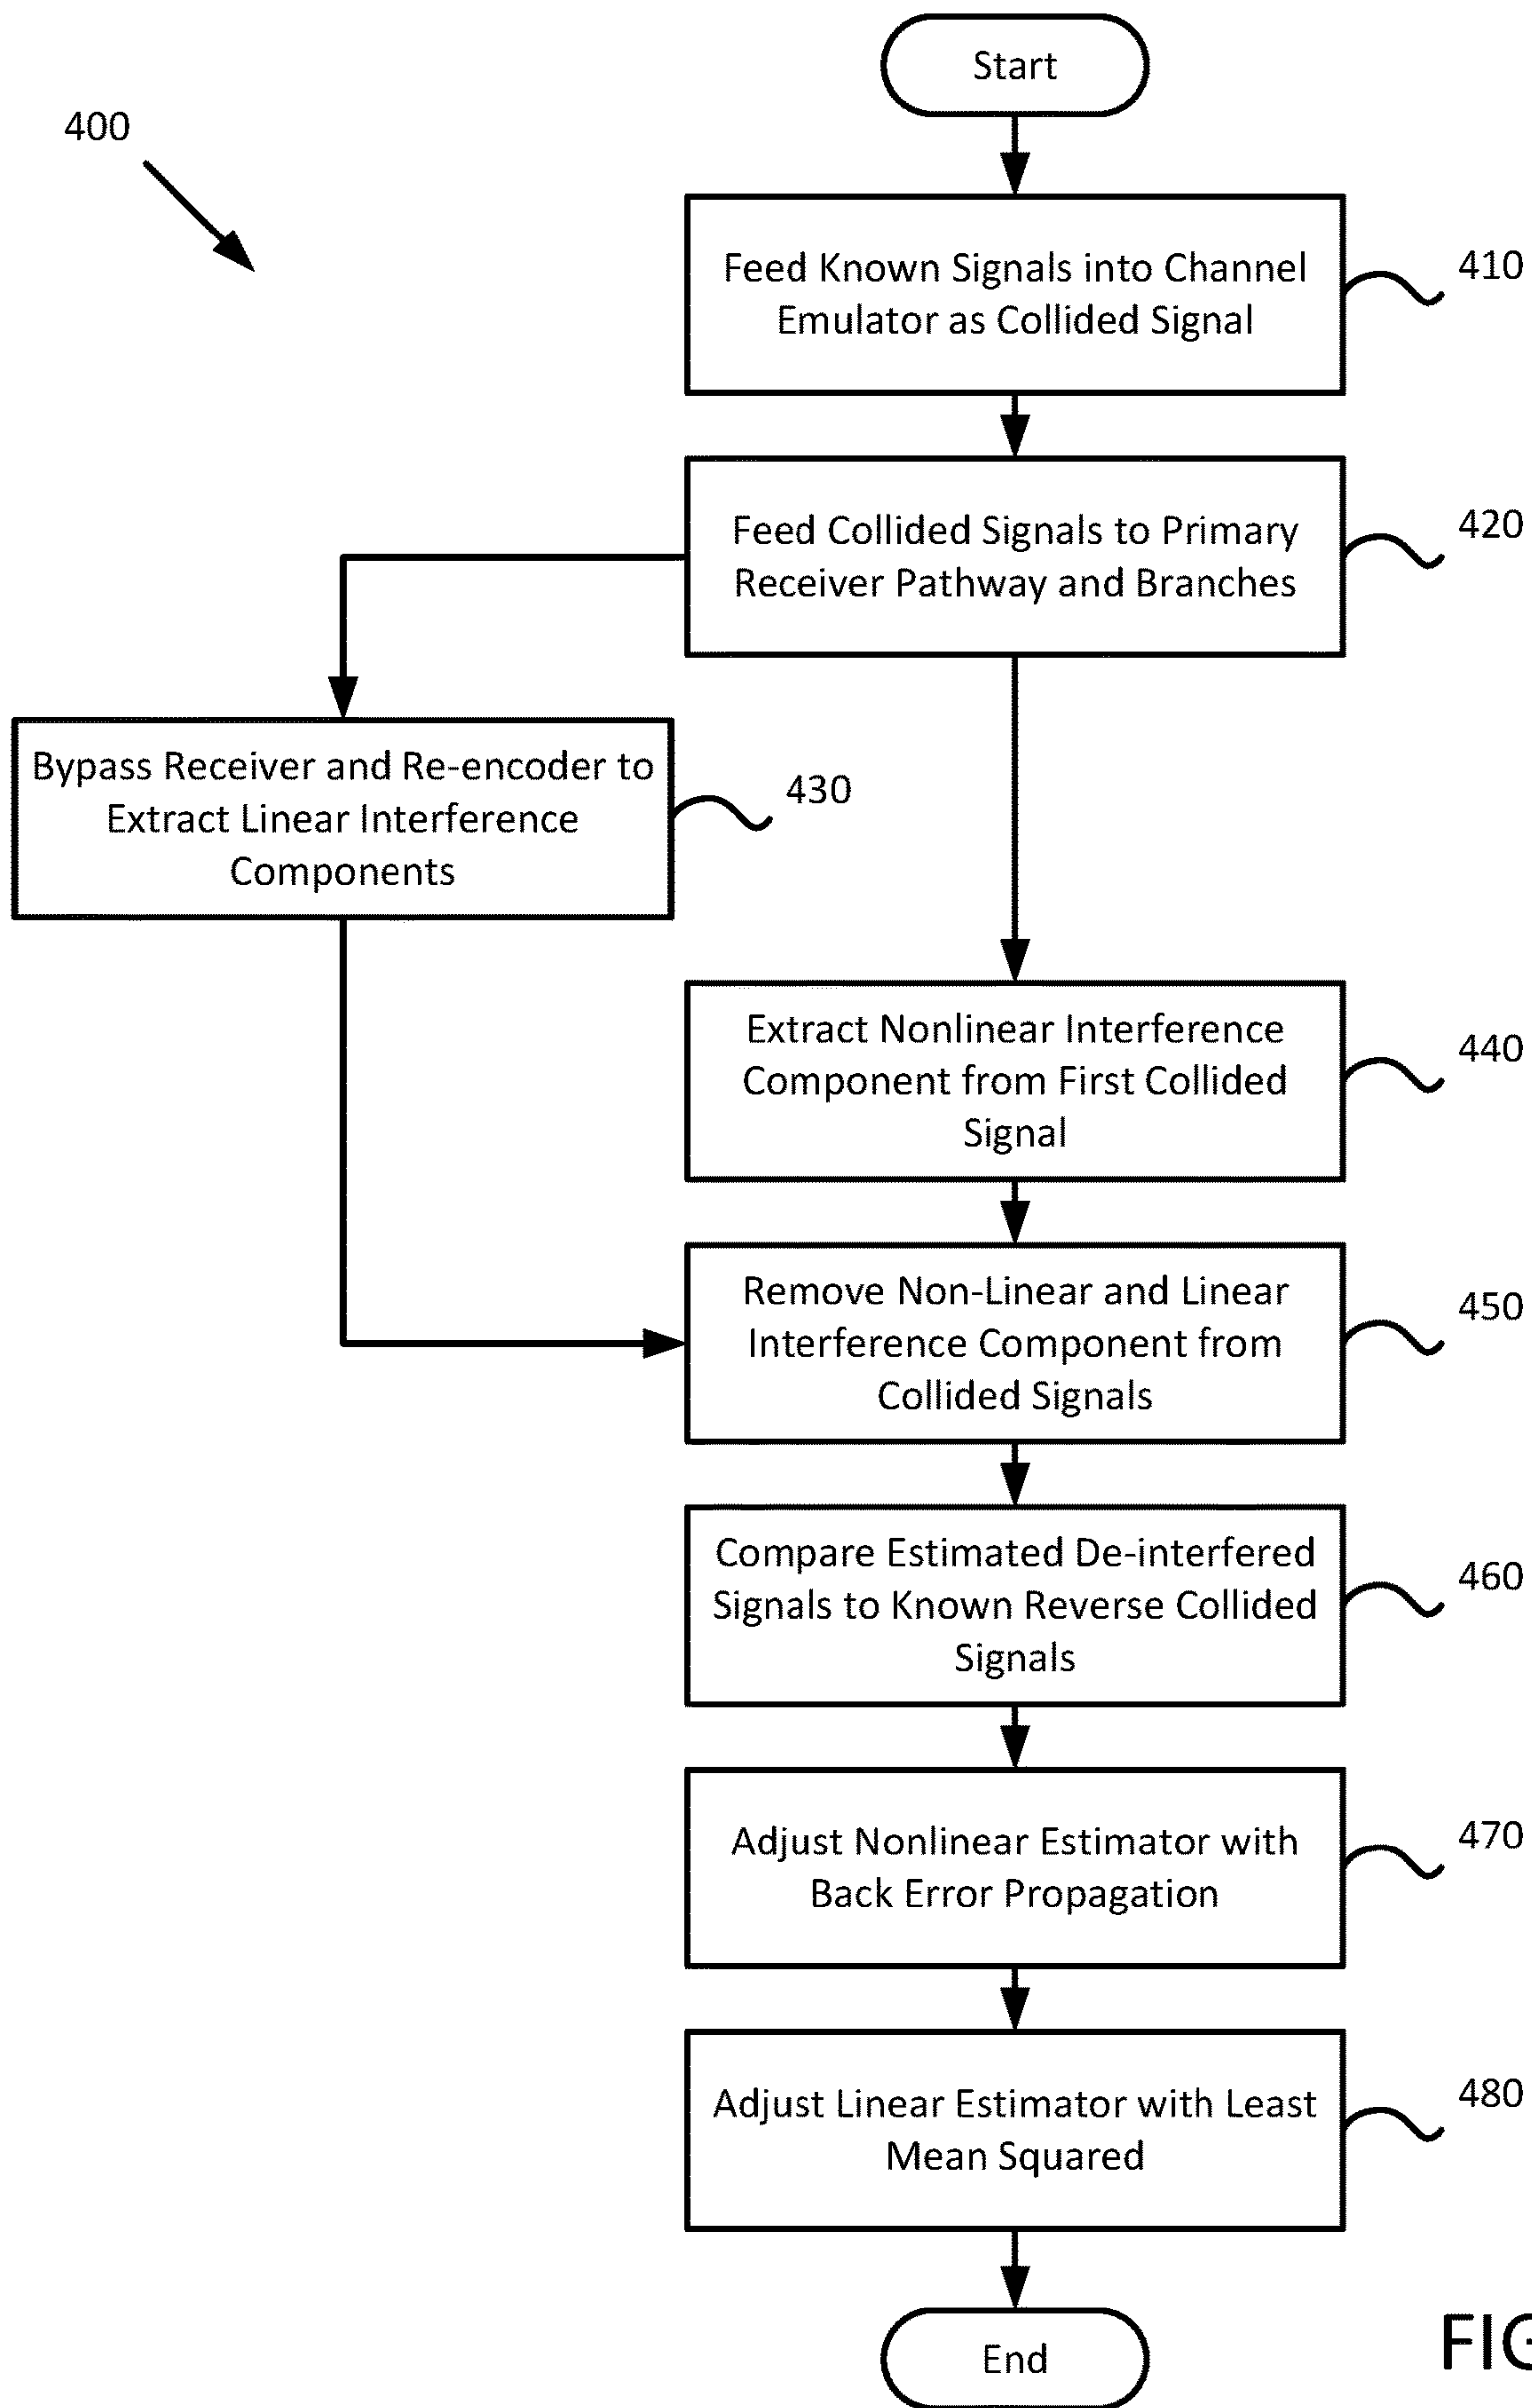 Start
400
Feed Known Signals into Channel
Emulator as Collided Signal
410
Feed Collided Signals to Primary
Receiver Pathway and Branches
420
Bypass Receiver and Re-encoder to
Extract Linear Interference
Components
430
Extract Nonlinear Interference
Component from First Collided
Signal
440
Remove Non-Linear and Linear
Interference Component from
Collided Signals
450
Compare Estimated De-interfered
Signals to Known Reverse Collided
Signals
460
Adjust Nonlinear Estimator with
Back Error Propagation
470
Adjust Linear Estimator with Least
Mean Squared
480
End